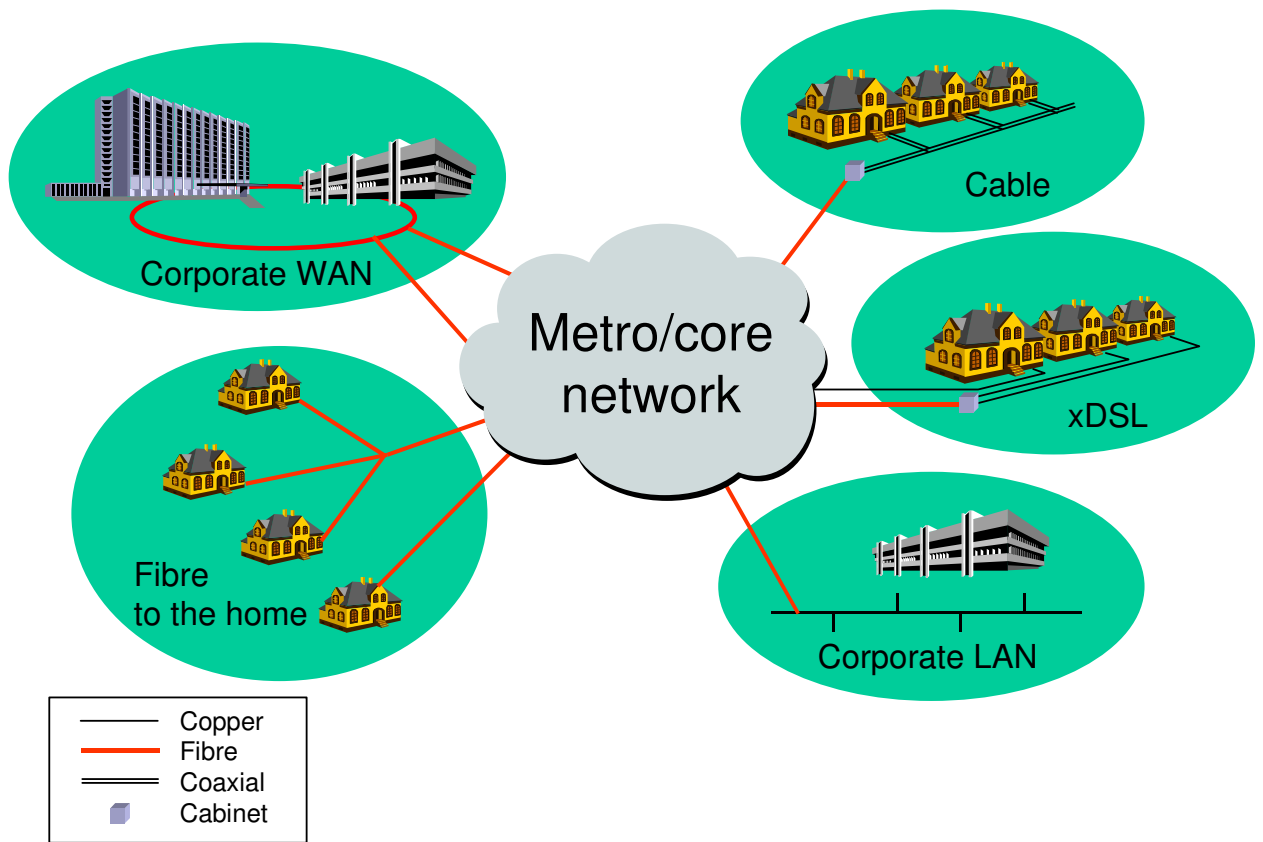 Corporate WAN
Cable
Metro/core
network
xDSL
Fibre
to the home
Corporate LAN
Copper
Fibre
Coaxial
Cabinet